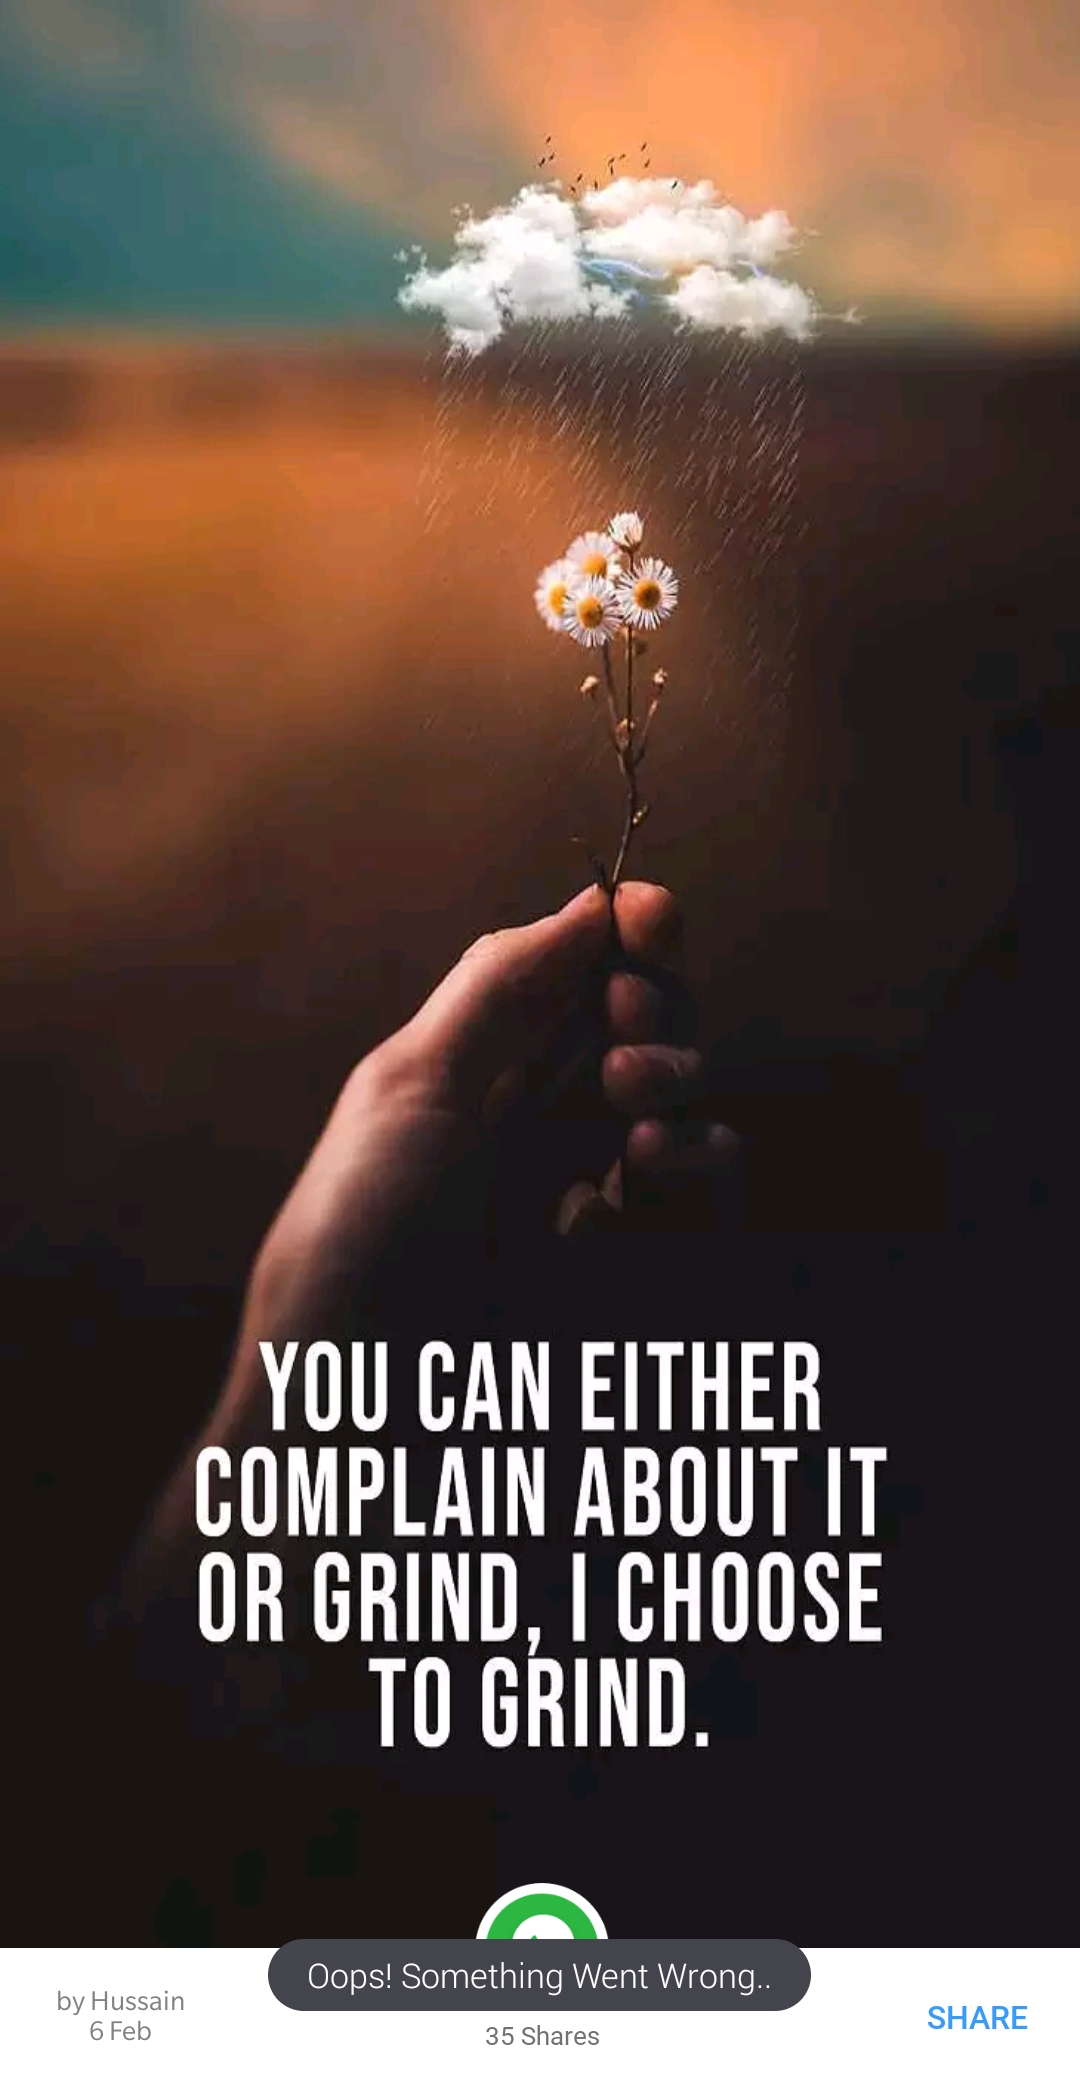 YOU CAN EITHER
COMPLAIN ABOUT IT
OR GRIND, I CHOOSE
TO GRIND.
Oops! Something Went Wrong..
by Hussain
6 Feb
35 Shares
SHARE